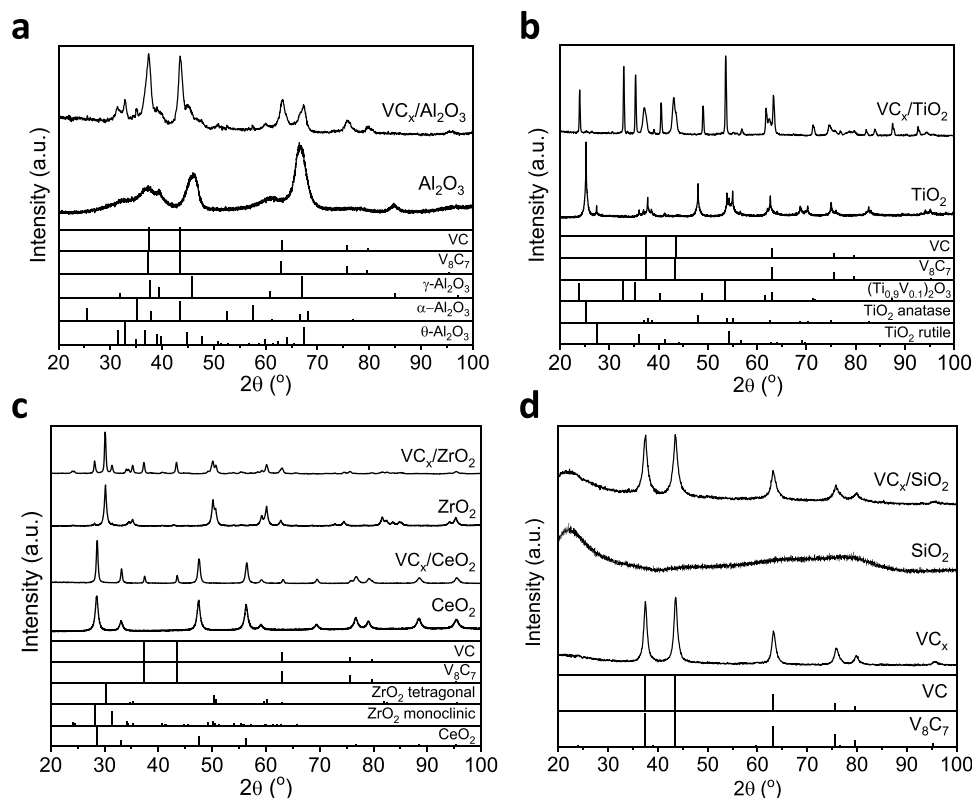 a
Intensity (a.u.)
VCₓ/Al₂O₃
Al₂O₃
VC
V₈C₇
γ-Al₂O₃
α-Al₂O₃
θ-Al₂O₃
20 30 40 50 60 70 80 90 100
2θ (°)
b
Intensity (a.u.)
VCₓ/TiO₂
TiO₂
VC
V₈C₇
(Ti₀.₉V₀.₁)₂O₃
TiO₂ anatase
TiO₂ rutile
20 30 40 50 60 70 80 90 100
2θ (°)
c
Intensity (a.u.)
VCₓ/ZrO₂
ZrO₂
VCₓ/CeO₂
CeO₂
VC
V₈C₇
ZrO₂ tetragonal
ZrO₂ monoclinic
CeO₂
20 30 40 50 60 70 80 90 100
2θ (°)
d
Intensity (a.u.)
VCₓ/SiO₂
SiO₂
VCₓ
VC
V₈C₇
20 30 40 50 60 70 80 90 100
2θ (°)